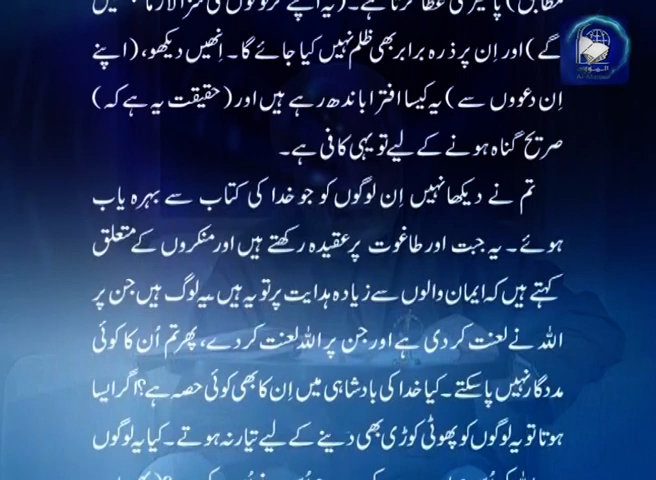 مطابق) پاکیزگی عطا کرتا ہے۔ (یہ اپنے کرتوتوں کی سزا لازماً بھگتیں
گے) اور اِن پر ذرہ برابر بھی ظلم نہیں کیا جائے گا۔ اِنھیں دیکھو، (اپنے
اِن دعووں سے) یہ کیسا افترا باندھ رہے ہیں اور (حقیقت یہ ہے کہ)
صریح گناہ ہونے کے لیے تو یہی کافی ہے۔
تم نے دیکھا نہیں اِن لوگوں کو جو خدا کی کتاب سے بہرہ یاب
ہوئے۔ یہ جبت اور طاغوت پر عقیدہ رکھتے ہیں اور منکروں کے متعلق
کہتے ہیں کہ ایمان والوں سے زیادہ ہدایت پر تو یہ ہیں۔ یہ لوگ ہیں جن پر
اللہ نے لعنت کر دی ہے اور جن پر اللہ لعنت کر دے، پھر تم اُن کا کوئی
مددگار نہیں پا سکتے۔ کیا خدا کی بادشاہی میں اِن کا بھی کوئی حصہ ہے؟ اگر ایسا
ہوتا تو یہ لوگوں کو پھوٹی کوڑی بھی دینے کے لیے تیار نہ ہوتے۔ کیا یہ لوگوں